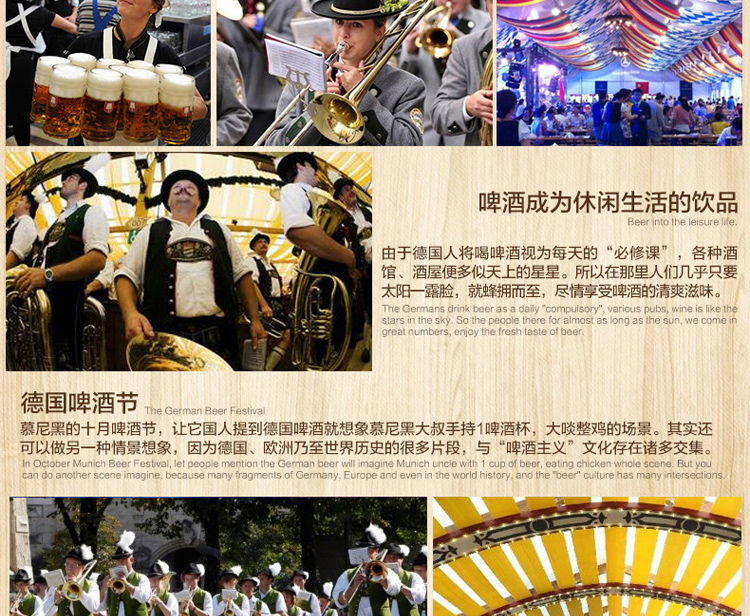 啤酒成为休闲生活的饮品
Beer into the leisure life.
由于德国人将喝啤酒视为每天的“必修课”，各种酒
馆、酒屋便多似天上的星星。所以在那里人们几乎只要
太阳一露脸，就蜂拥而至，尽情享受啤酒的清爽滋味。
The Germans drink beer as a daily "compulsory", various pubs, wine is like the
stars in the sky. So the people there for almost as long as the sun, we come in
great numbers, enjoy the fresh taste of beer.
德国啤酒节 The German Beer Festival
慕尼黑的十月啤酒节，让它国人提到德国啤酒就想象慕尼黑大叔手持1啤酒杯，大啖整鸡的场景。其实还
可以做另一种情景想象，因为德国、欧洲乃至世界历史的很多片段，与“啤酒主义”文化存在诸多交集。
In October Munich Beer Festival, let people mention the German beer will imagine Munich uncle with 1 cup of beer, eating chicken whole scene. But you
can do another scene imagine, because many fragments of Germany, Europe and even in the world history, and the "beer" culture has many intersections.